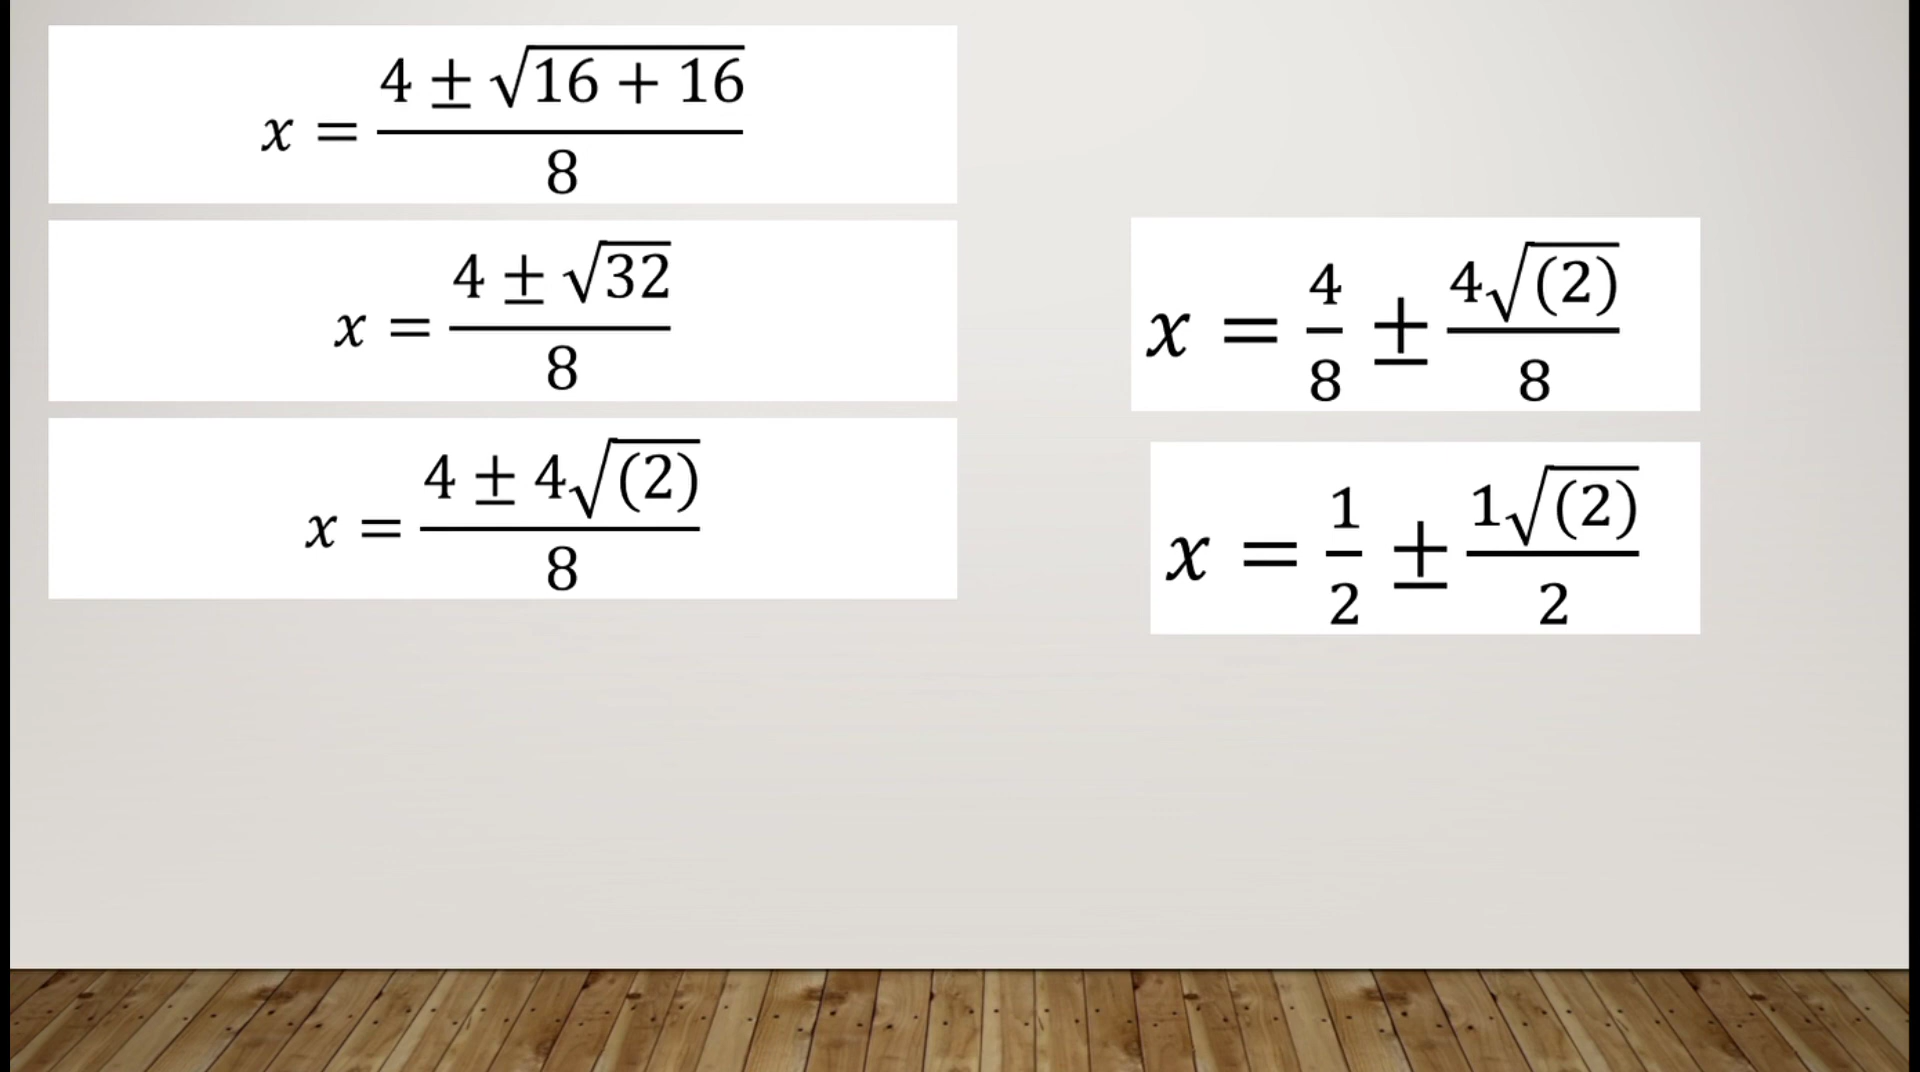 x = (4 ± √(16 + 16))/8
x = (4 ± √32)/8
x = (4 ± 4√(2))/8
x = 4/8 ± 4√(2)/8
x = 1/2 ± 1√(2)/2